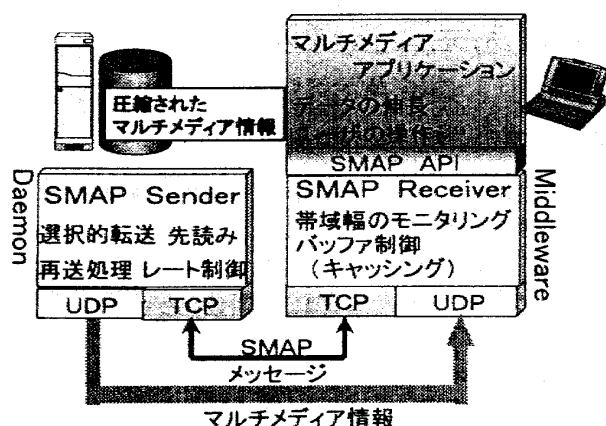 マルチメディア
アプリケーション
圧縮された
マルチメディア情報
データの伸長
の操作
SMAP API
Daemon
SMAP Sender
選択的転送 先読み
再送処理 レート制御
UDP TCP
SMAP Receiver
帯域幅のモニタリング
バッファ制御
(キャッシング)
TCP UDP
Middleware
SMAP
メッセージ
マルチメディア情報